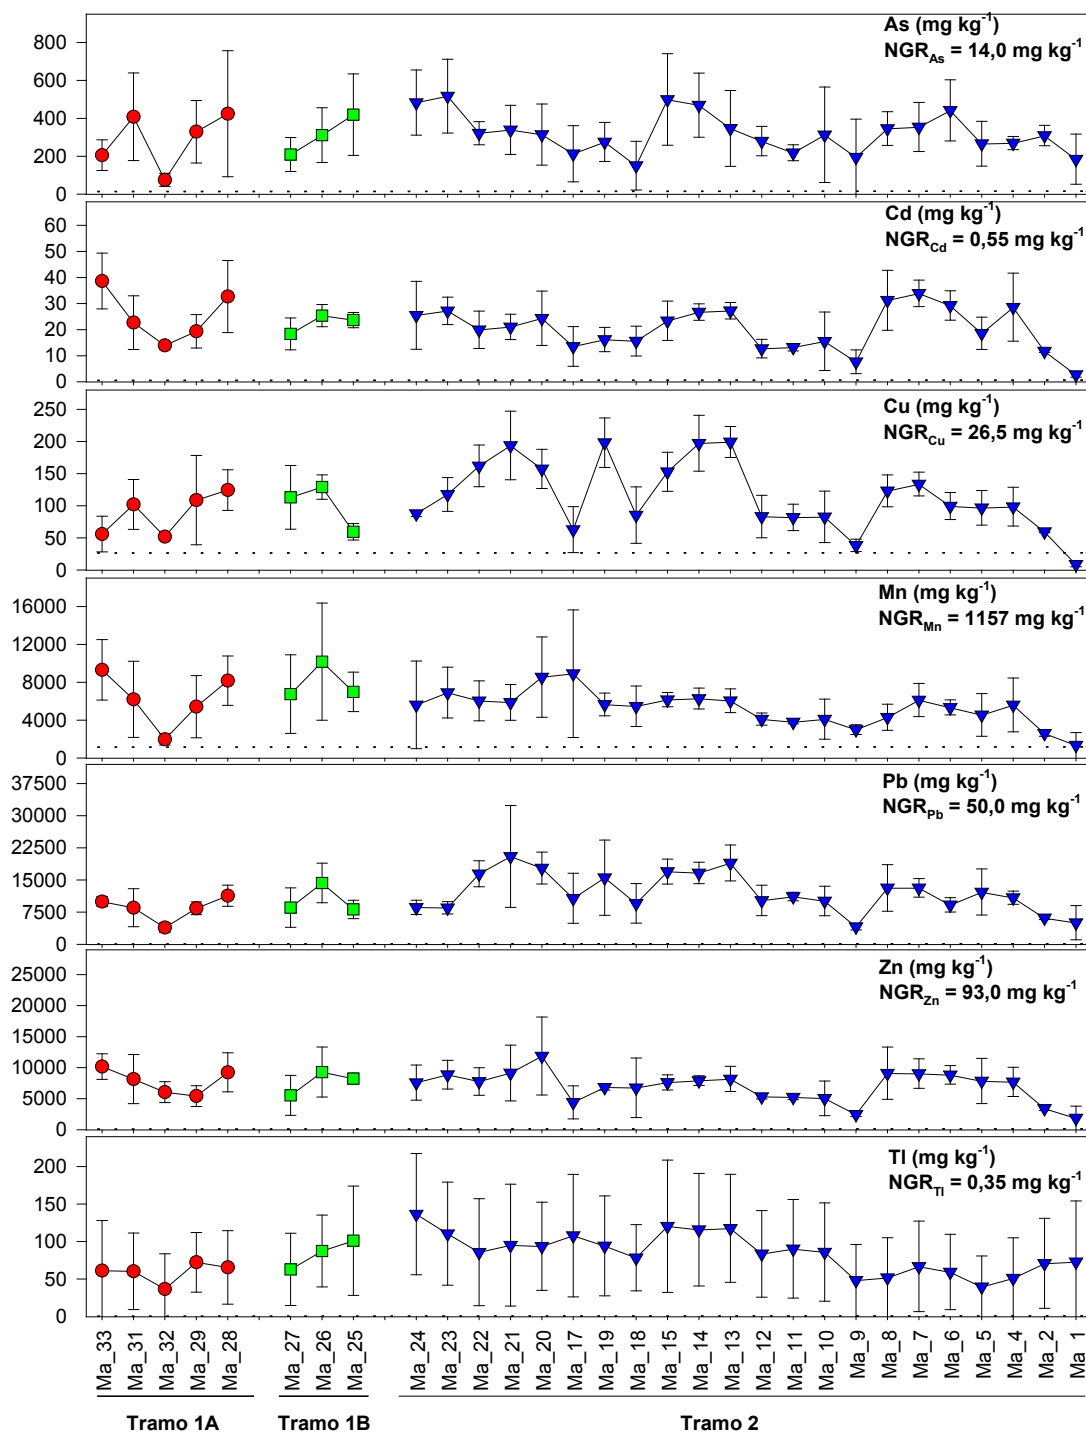 As (mg kg⁻¹)
NGR_As = 14,0 mg kg⁻¹
800
600
400
200
0
Cd (mg kg⁻¹)
NGR_Cd = 0,55 mg kg⁻¹
60
50
40
30
20
10
0
Cu (mg kg⁻¹)
NGR_Cu = 26,5 mg kg⁻¹
250
200
150
100
50
0
Mn (mg kg⁻¹)
NGR_Mn = 1157 mg kg⁻¹
16000
12000
8000
4000
0
Pb (mg kg⁻¹)
NGR_Pb = 50,0 mg kg⁻¹
37500
30000
22500
15000
7500
0
Zn (mg kg⁻¹)
NGR_Zn = 93,0 mg kg⁻¹
25000
20000
15000
10000
5000
0
Tl (mg kg⁻¹)
NGR_Tl = 0,35 mg kg⁻¹
200
150
100
50
0
Ma_33
Ma_31
Ma_32
Ma_29
Ma_28
Ma_27
Ma_26
Ma_25
Ma_24
Ma_23
Ma_22
Ma_21
Ma_20
Ma_17
Ma_19
Ma_18
Ma_15
Ma_14
Ma_13
Ma_12
Ma_11
Ma_10
Ma_9
Ma_8
Ma_7
Ma_6
Ma_5
Ma_4
Ma_2
Ma_1
Tramo 1A
Tramo 1B
Tramo 2